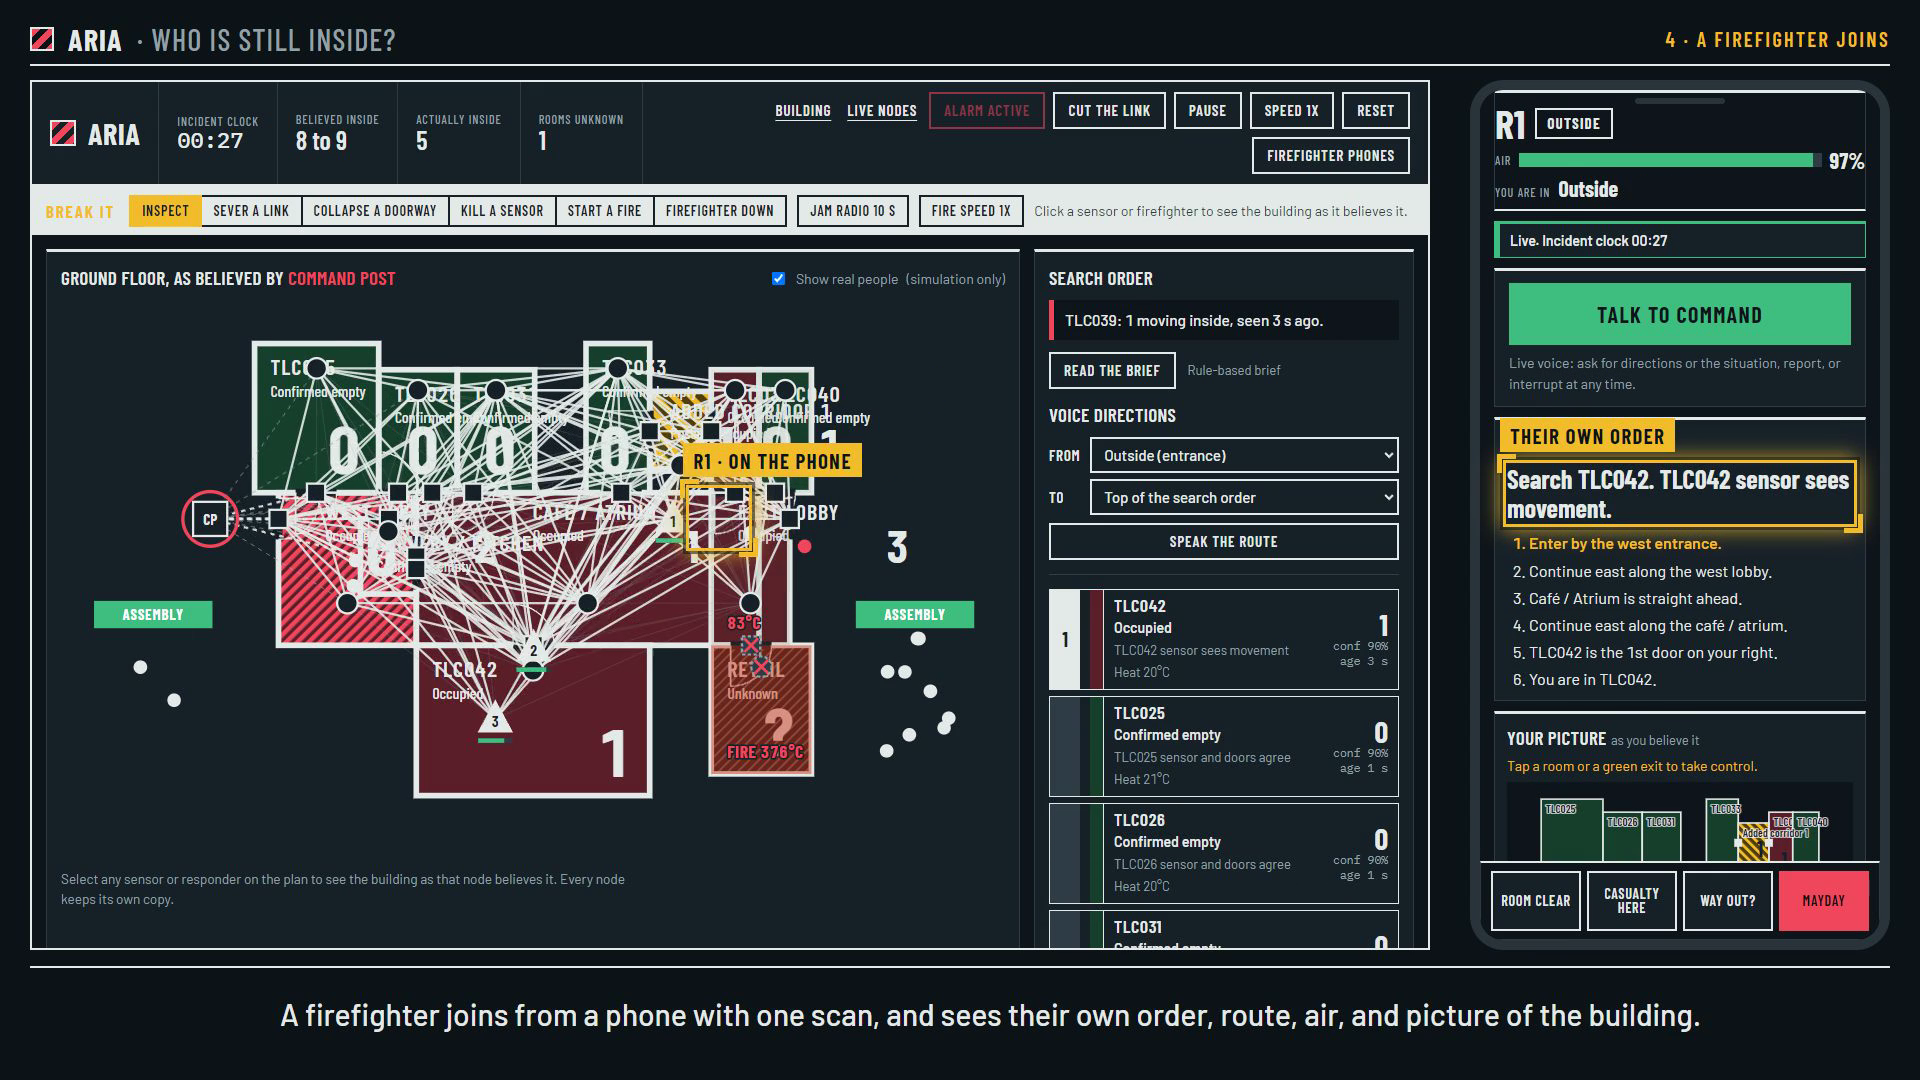 ARIA · WHO IS STILL INSIDE?
4 · A FIREFIGHTER JOINS
ARIA
INCIDENT CLOCK
00:27
BELIEVED INSIDE
8 to 9
ACTUALLY INSIDE
5
ROOMS UNKNOWN
1
BUILDING
LIVE NODES
ALARM ACTIVE
CUT THE LINK
PAUSE
SPEED 1X
RESET
FIREFIGHTER PHONES
BREAK IT
INSPECT
SEVER A LINK
COLLAPSE A DOORWAY
KILL A SENSOR
START A FIRE
FIREFIGHTER DOWN
JAM RADIO 10 S
FIRE SPEED 1X
Click a sensor or firefighter to see the building as it believes it.
GROUND FLOOR, AS BELIEVED BY COMMAND POST
Show real people (simulation only)
Confirmed empty
0
0
0
0
1
R1 · ON THE PHONE
CP
3
ASSEMBLY
ASSEMBLY
83°C
2
TLC042
Occupied
3
1
Unknown
?
FIRE 376°C
Select any sensor or responder on the plan to see the building as that node believes it. Every node
keeps its own copy.
SEARCH ORDER
TLC039: 1 moving inside, seen 3 s ago.
READ THE BRIEF
Rule-based brief
VOICE DIRECTIONS
FROM
Outside (entrance)
TO
Top of the search order
SPEAK THE ROUTE
1
TLC042
Occupied
TLC042 sensor sees movement
Heat 20°C
1
conf 90%
age 3 s
TLC025
Confirmed empty
TLC025 sensor and doors agree
Heat 21°C
0
conf 90%
age 1 s
TLC026
Confirmed empty
TLC026 sensor and doors agree
Heat 20°C
0
conf 90%
age 1 s
TLC031
R1
OUTSIDE
AIR
97%
YOU ARE IN Outside
Live. Incident clock 00:27
TALK TO COMMAND
Live voice: ask for directions or the situation, report, or
interrupt at any time.
THEIR OWN ORDER
Search TLC042. TLC042 sensor sees
movement.
1. Enter by the west entrance.
2. Continue east along the west lobby.
3. Café / Atrium is straight ahead.
4. Continue east along the café / atrium.
5. TLC042 is the 1st door on your right.
6. You are in TLC042.
YOUR PICTURE as you believe it
Tap a room or a green exit to take control.
TLC025
TLC026
TLC031
TLC033
TLC040
Added corridor 1
ROOM CLEAR
CASUALTY
HERE
WAY OUT?
MAYDAY
A firefighter joins from a phone with one scan, and sees their own order, route, air, and picture of the building.